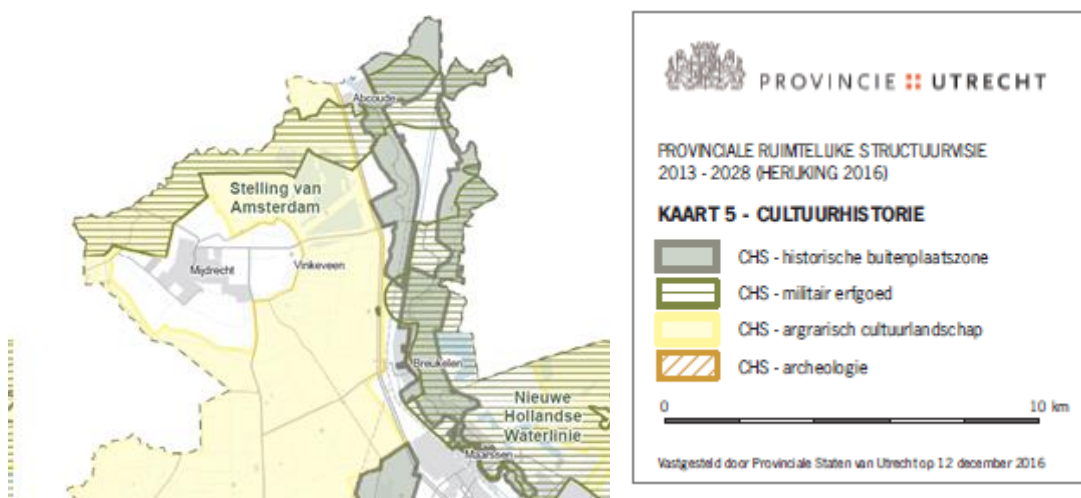 Abcoude
Stelling van
Amsterdam
Mijdrecht
Vinkeveen
Breukelen
Nieuwe
Hollandse
Waterlinie
Maarssen
PROVINCIE UTRECHT
PROVINCIALE RUIMTELIJKE STRUCTUURVISIE
2013 - 2028 (HERIJKING 2016)
KAART 5 - CULTUURHISTORIE
CHS - historische buitenplaatszone
CHS - militair erfgoed
CHS - argrarisch cultuurlandschap
CHS - archeologie
0 10 km
Vastgesteld door Provinciale Staten van Utrecht op 12 december 2016